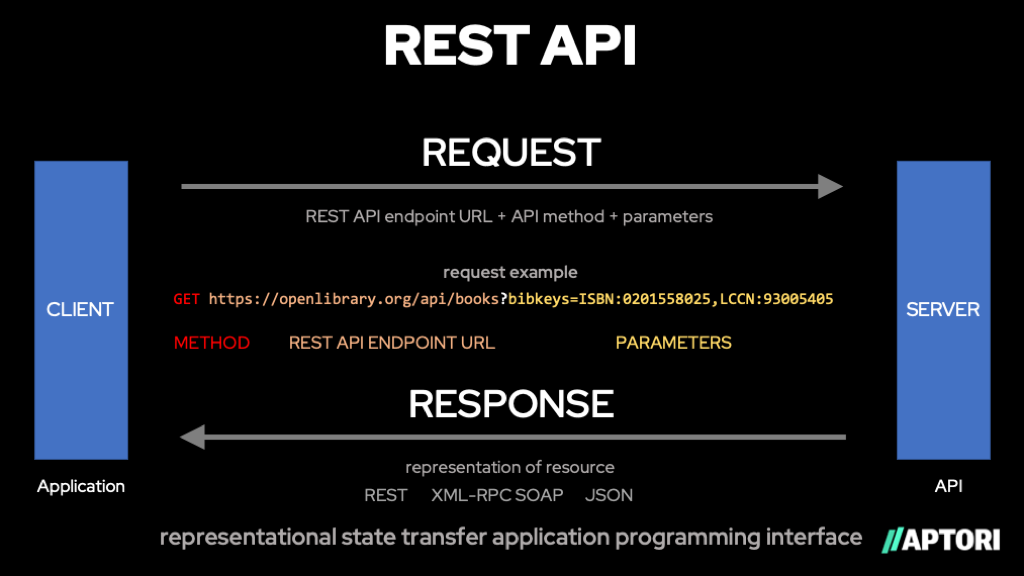 REST API
REQUEST
REST API endpoint URL + API method + parameters
request example
GET https://openlibrary.org/api/books?bibkeys=ISBN:0201558025,LCCN:93005405
CLIENT
SERVER
METHOD REST API ENDPOINT URL PARAMETERS
RESPONSE
representation of resource
Application
REST XML-RPC SOAP JSON
API
representational state transfer application programming interface
//APTORI